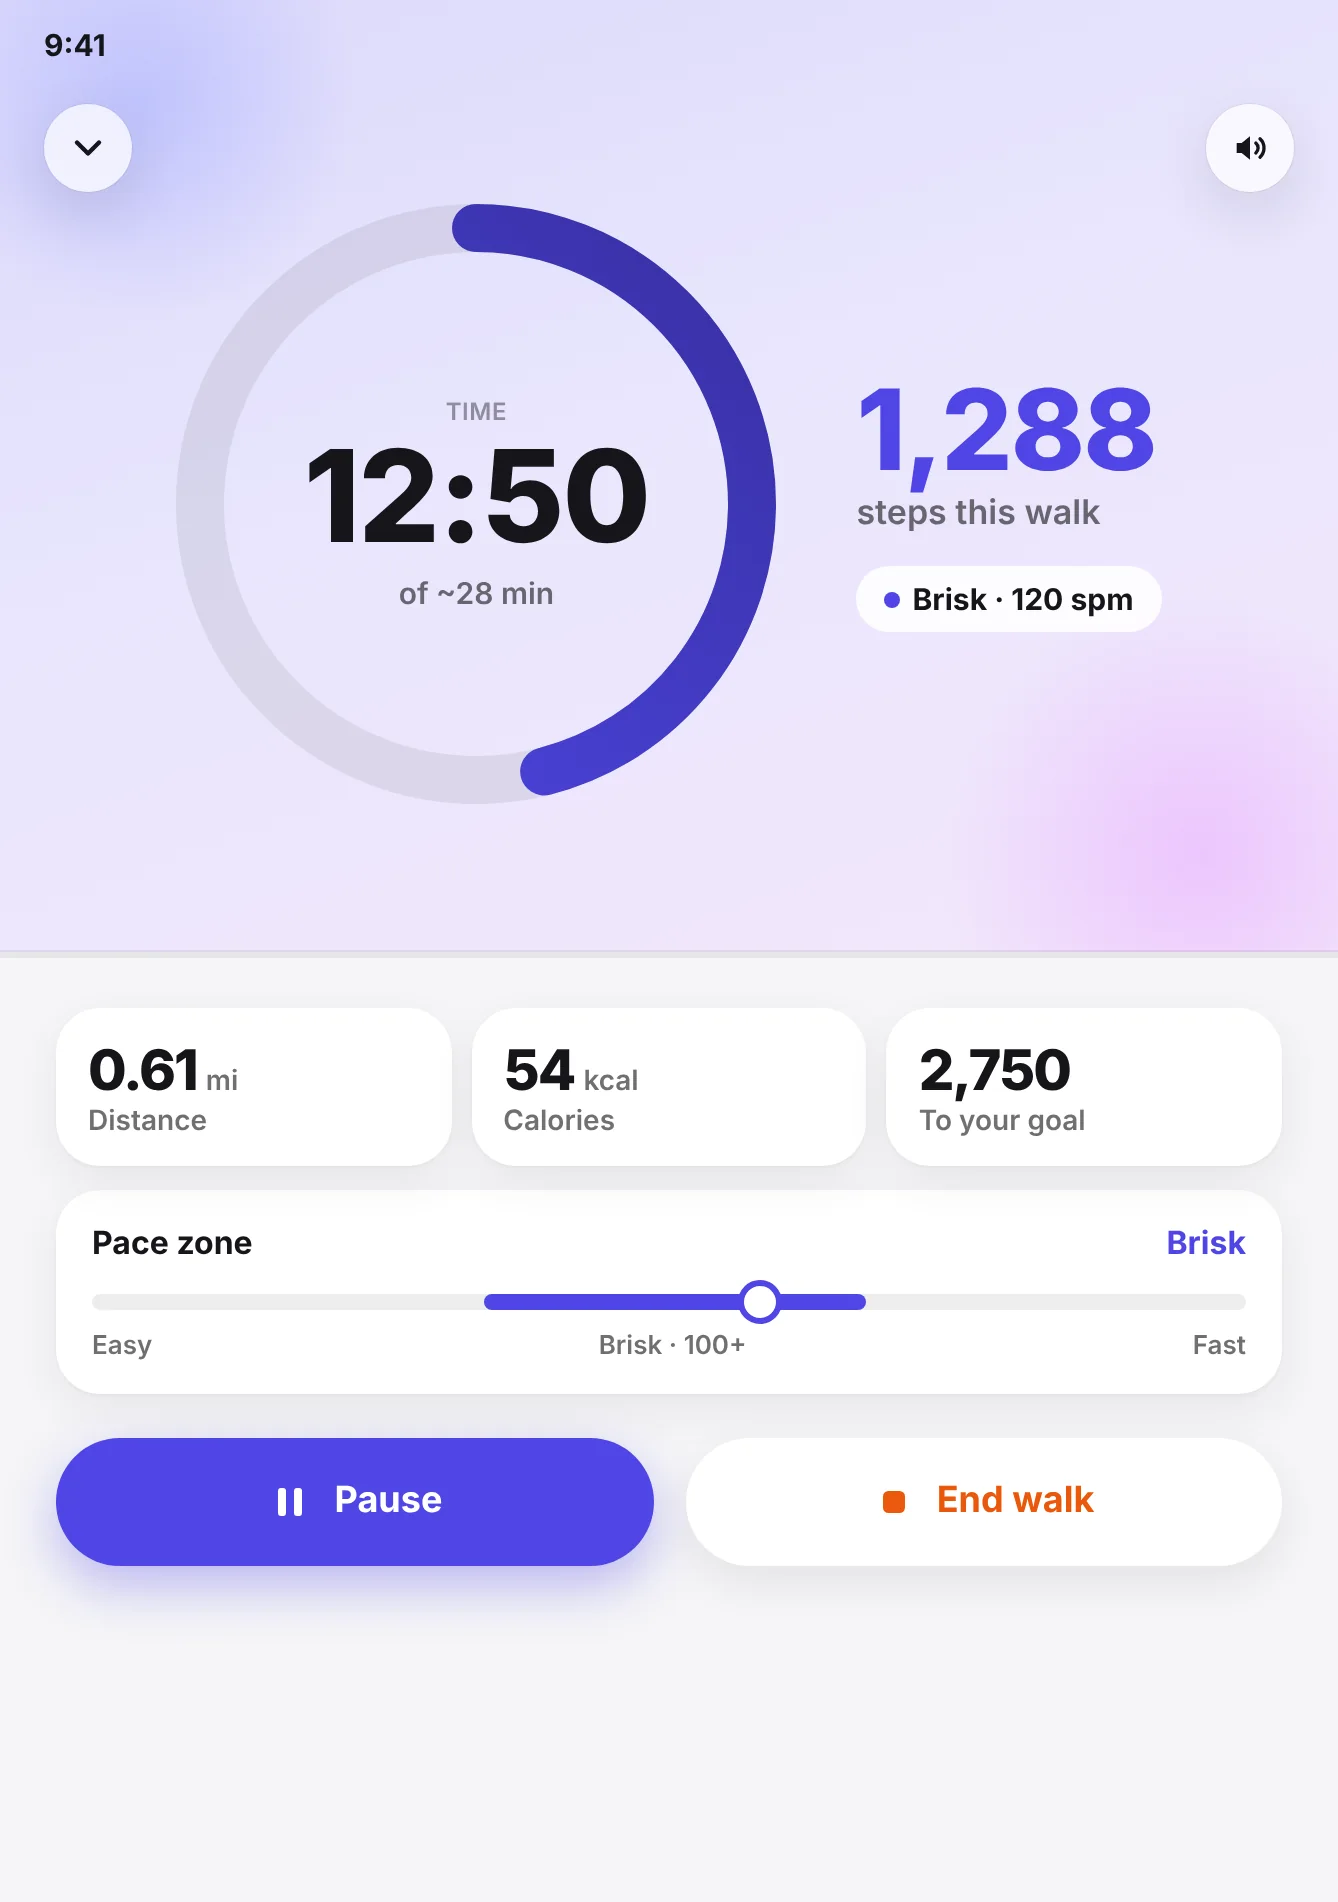 9:41
TIME
12:50
of ~28 min
1,288
steps this walk
Brisk · 120 spm
0.61 mi
Distance
54 kcal
Calories
2,750
To your goal
Pace zone
Brisk
Easy
Brisk · 100+
Fast
Pause
End walk